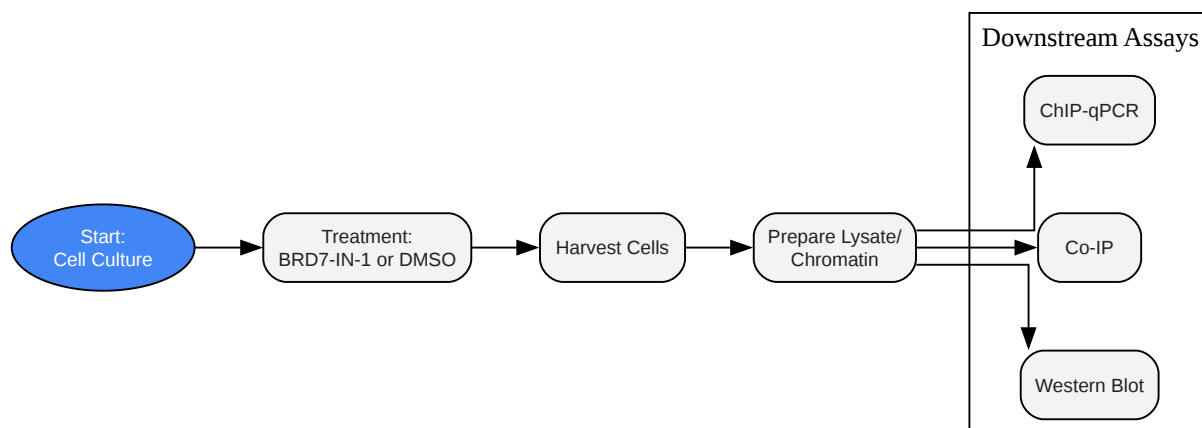 Downstream Assays
ChIP-qPCR
Start:
Cell Culture
Treatment:
BRD7-IN-1 or DMSO
Harvest Cells
Prepare Lysate/
Chromatin
Co-IP
Western Blot